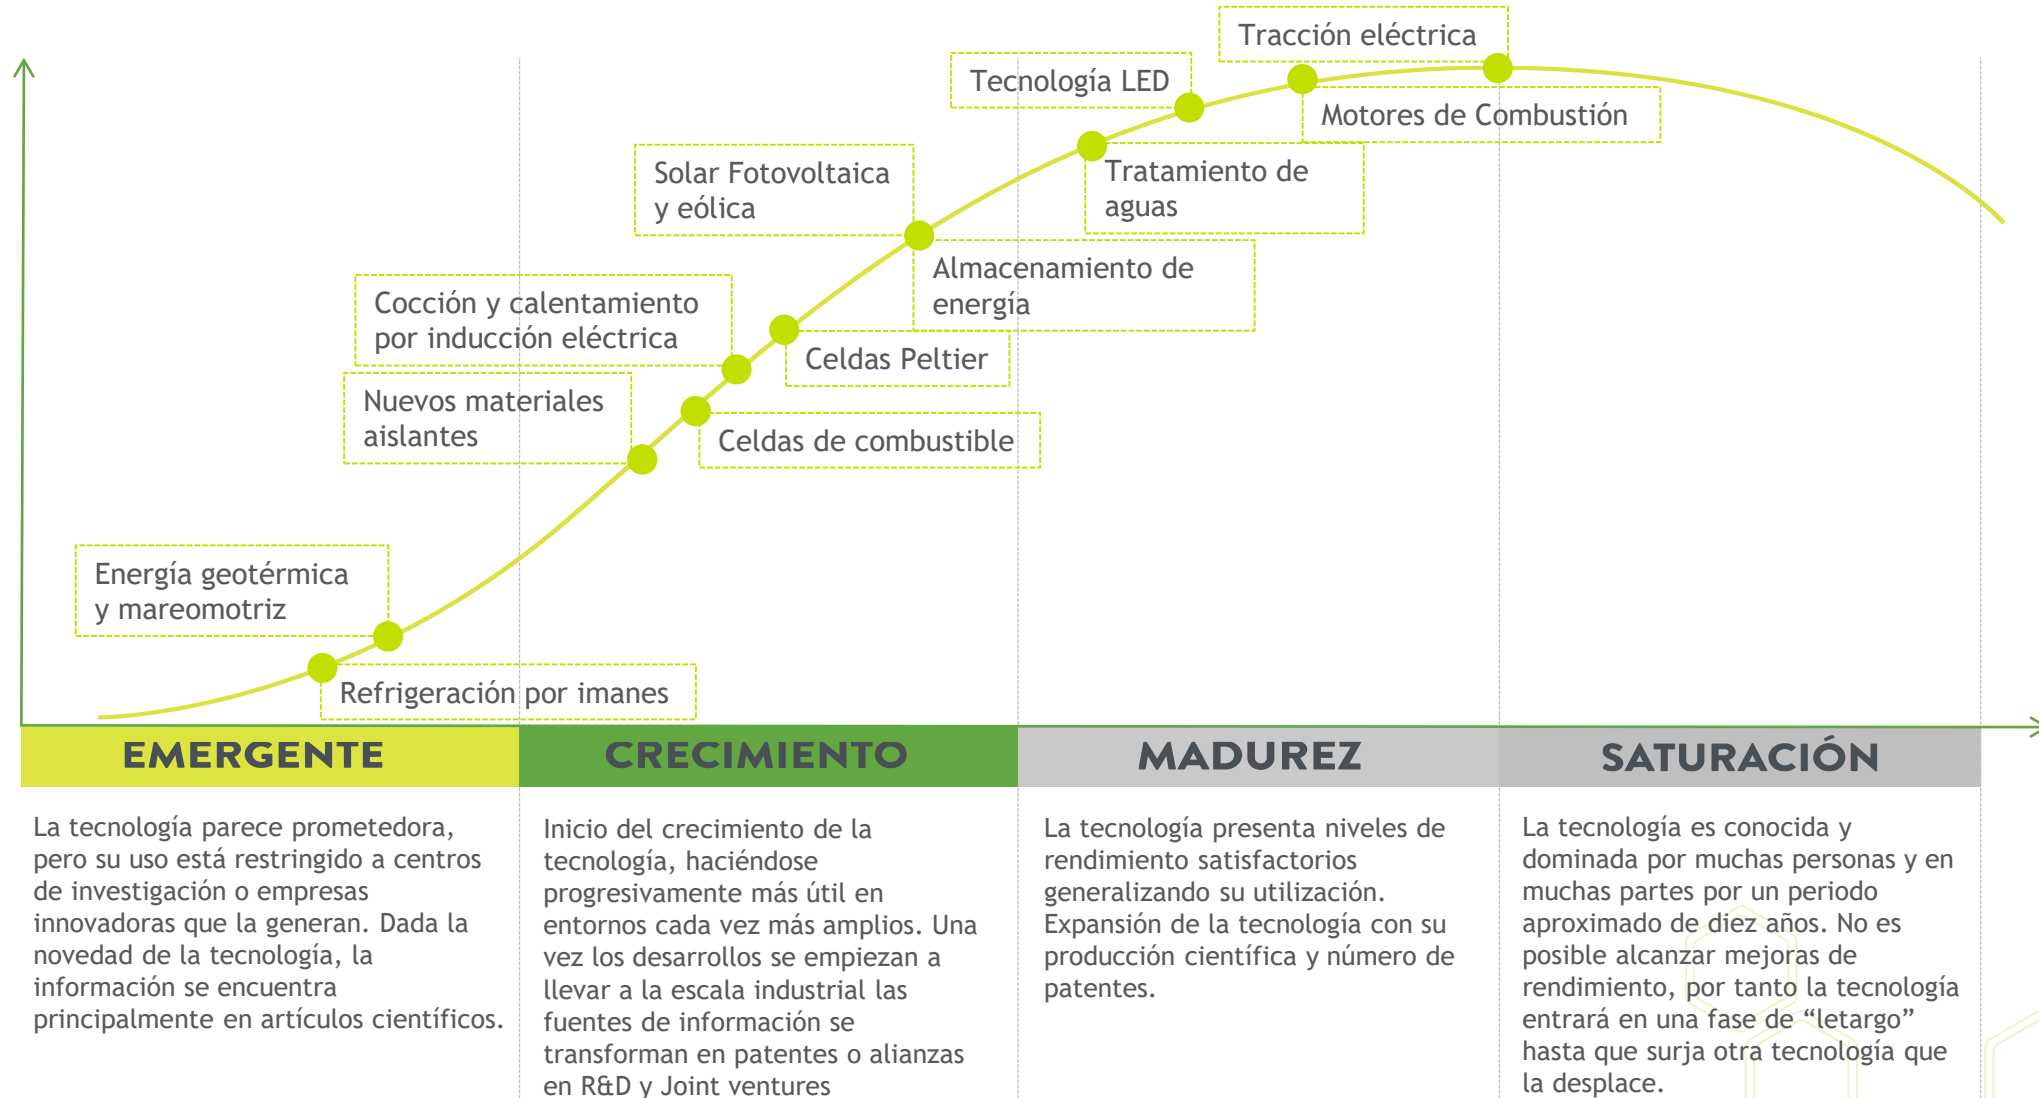 Tracción eléctrica
Tecnología LED
Motores de Combustión
Solar Fotovoltaica
y eólica
Tratamiento de
aguas
Almacenamiento de
energía
Cocción y calentamiento
por inducción eléctrica
Celdas Peltier
Nuevos materiales
aislantes
Celdas de combustible
Energía geotérmica
y mareomotriz
Refrigeración por imanes
EMERGENTE
La tecnología parece prometedora,
pero su uso está restringido a centros
de investigación o empresas
innovadoras que la generan. Dada la
novedad de la tecnología, la
información se encuentra
principalmente en artículos científicos.
CRECIMIENTO
Inicio del crecimiento de la
tecnología, haciéndose
progresivamente más útil en
entornos cada vez más amplios. Una
vez los desarrollos se empiezan a
llevar a la escala industrial las
fuentes de información se
transforman en patentes o alianzas
en R&D y Joint ventures
MADUREZ
La tecnología presenta niveles de
rendimiento satisfactorios
generalizando su utilización.
Expansión de la tecnología con su
producción científica y número de
patentes.
SATURACIÓN
La tecnología es conocida y
dominada por muchas personas y en
muchas partes por un periodo
aproximado de diez años. No es
posible alcanzar mejoras de
rendimiento, por tanto la tecnología
entrará en una fase de “letargo”
hasta que surja otra tecnología que
la desplace.